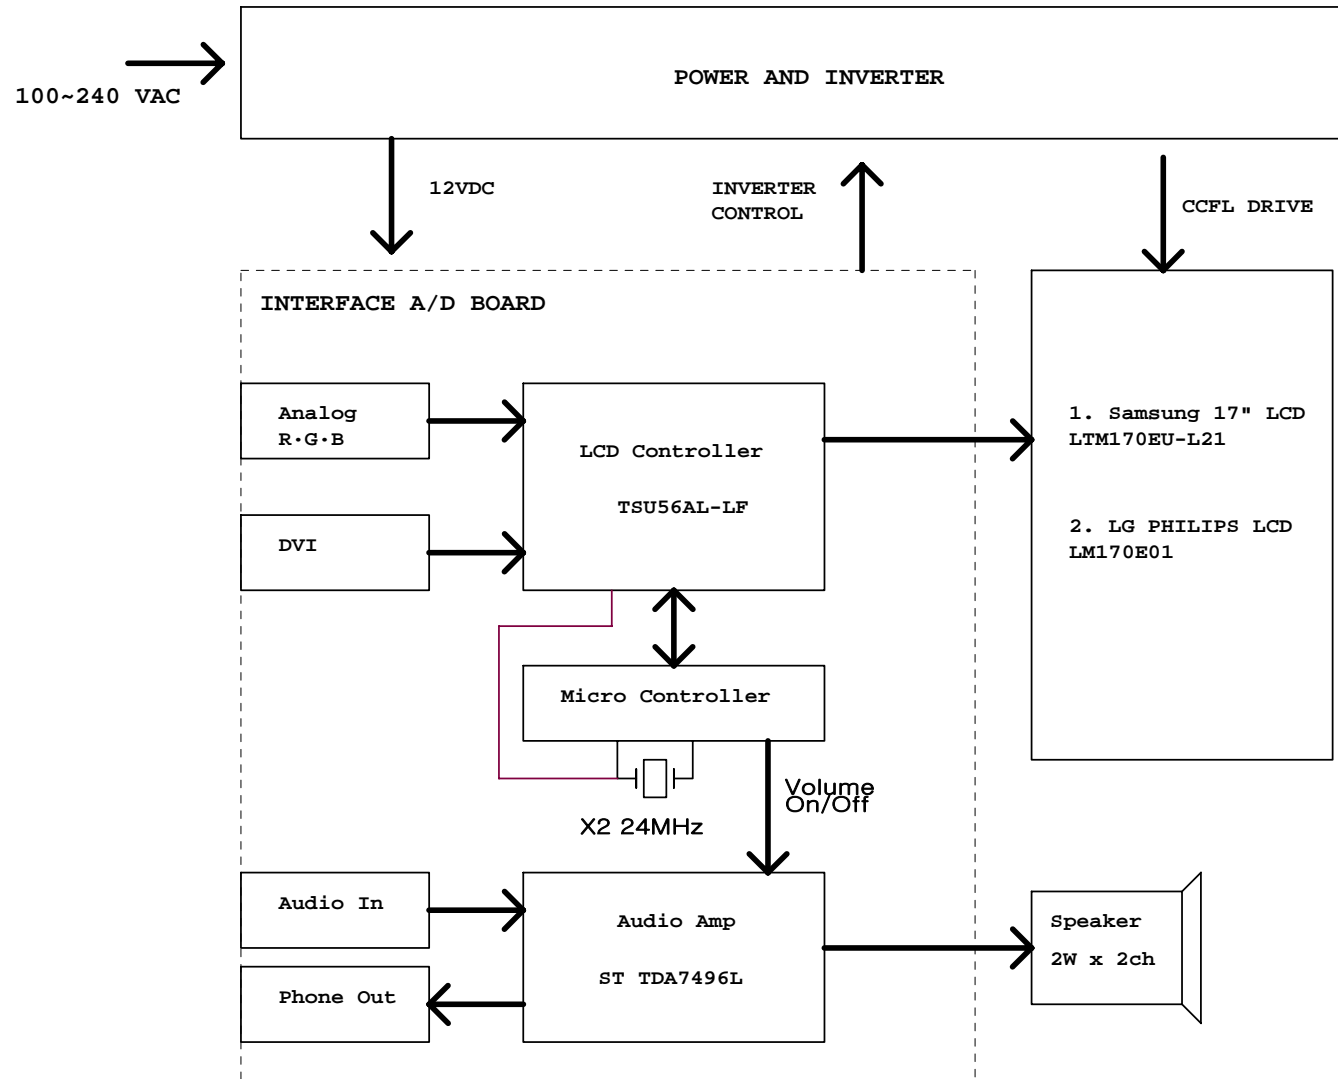 POWER AND INVERTER
100~240 VAC
12VDC
INVERTER
CONTROL
CCFL DRIVE
INTERFACE A/D BOARD
Analog
R·G·B
LCD Controller
TSU56AL-LF
1. Samsung 17" LCD
LTM170EU-L21
DVI
2. LG PHILIPS LCD
LM170E01
Micro Controller
Volume
On/Off
X2 24MHz
Audio In
Audio Amp
ST TDA7496L
Speaker
2W x 2ch
Phone Out